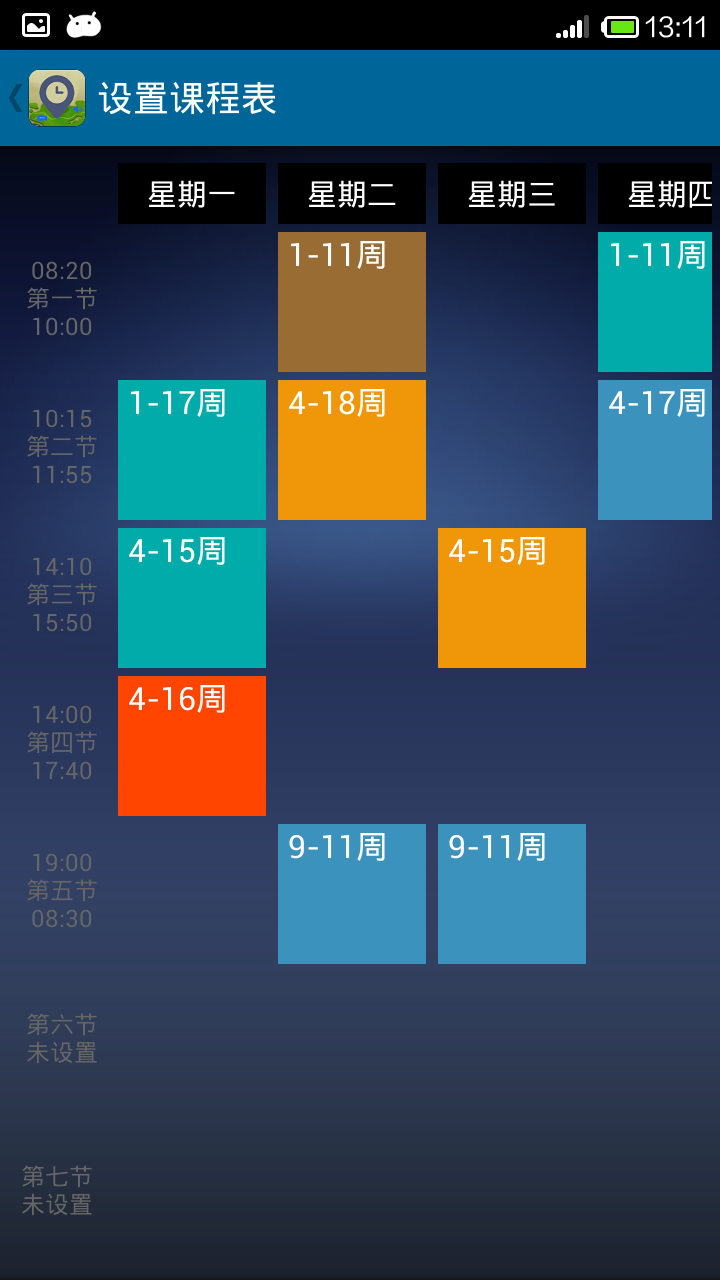 13:11
设置课程表
星期一 星期二 星期三 星期四
08:20
第一节
10:00
1-11周 1-11周
10:15
第二节
11:55
1-17周 4-18周 4-17周
14:10
第三节
15:50
4-15周 4-15周
14:00
第四节
17:40
4-16周
19:00
第五节
08:30
9-11周 9-11周
第六节
未设置
第七节
未设置